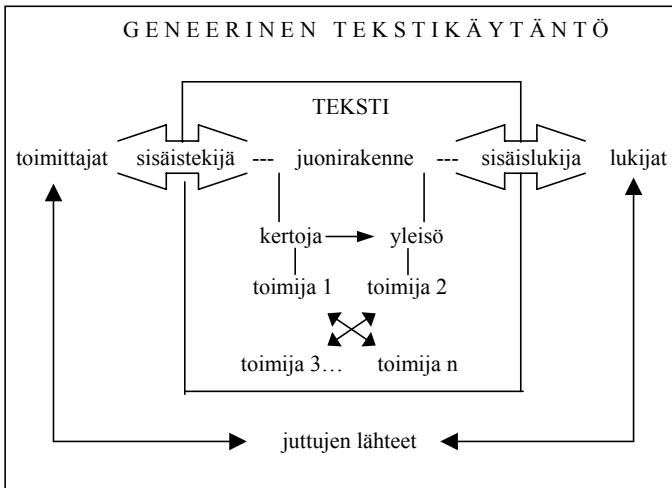 GENEERINEN TEKSTIKÄYTÄNTÖ
TEKSTI
toimittajat sisäistekijä --- juonirakenne --- sisäislukija lukijat
kertoja yleisö
toimija 1 toimija 2
toimija 3… toimija n
juttujen lähteet